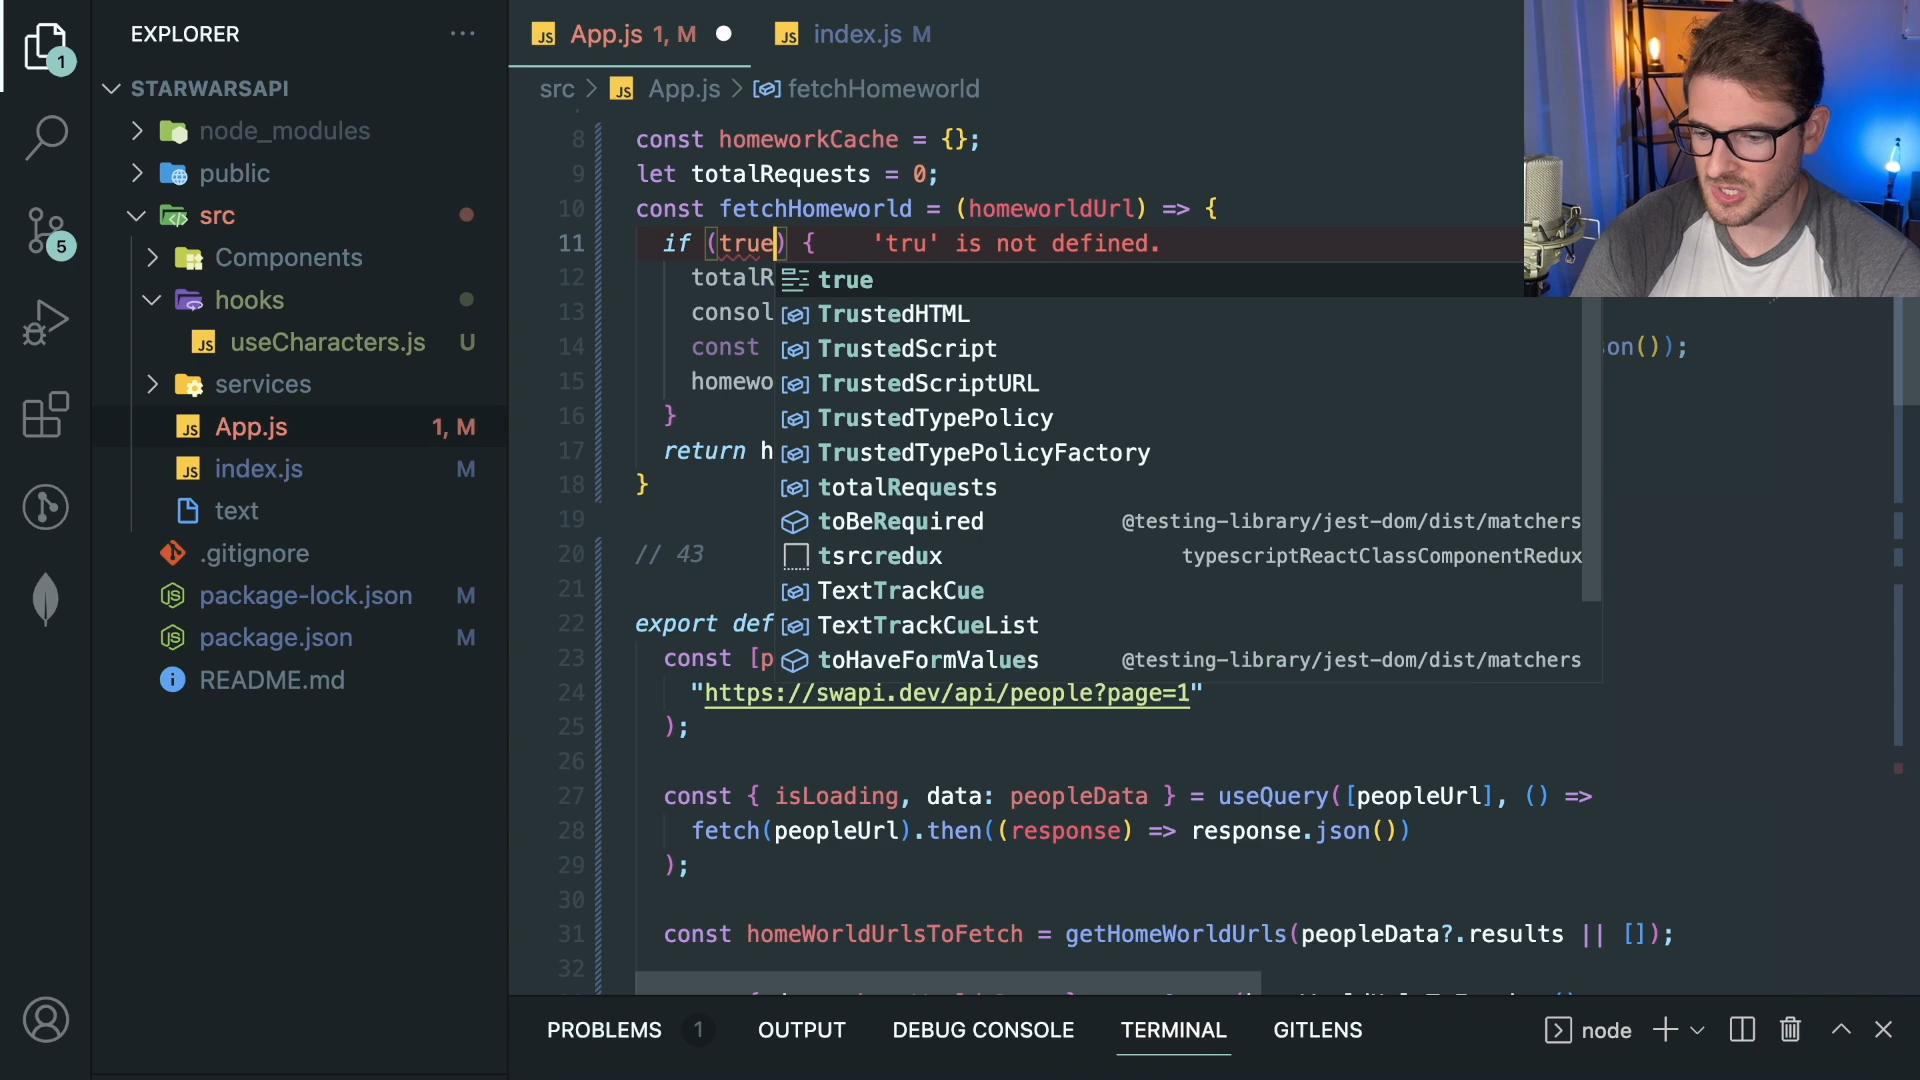 EXPLORER
STARWARSAPI
node_modules
public
src
Components
hooks
useCharacters.js U
services
App.js 1, M
index.js M
text
.gitignore
package-lock.json M
package.json M
README.md
1
5
App.js 1, M
index.js M
src > App.js > fetchHomeworld
8 const homeworkCache = {};
9 let totalRequests = 0;
10 const fetchHomeworld = (homeworldUrl) => {
11 if (true) { 'tru' is not defined.
12 totalR
13 consol
14 const on());
15 homewo
16 }
17 return h
18 }
19
20 // 43
21
22 export def
23 const [p
24 "https://swapi.dev/api/people?page=1"
25 );
26
27 const { isLoading, data: peopleData } = useQuery([peopleUrl], () =>
28 fetch(peopleUrl).then((response) => response.json())
29 );
30
31 const homeWorldUrlsToFetch = getHomeWorldUrls(peopleData?.results || []);
32
true
TrustedHTML
TrustedScript
TrustedScriptURL
TrustedTypePolicy
TrustedTypePolicyFactory
totalRequests
toBeRequired @testing-library/jest-dom/dist/matchers
tsrcredux typescriptReactClassComponentRedux
TextTrackCue
TextTrackCueList
toHaveFormValues @testing-library/jest-dom/dist/matchers
PROBLEMS 1 OUTPUT DEBUG CONSOLE TERMINAL GITLENS
node